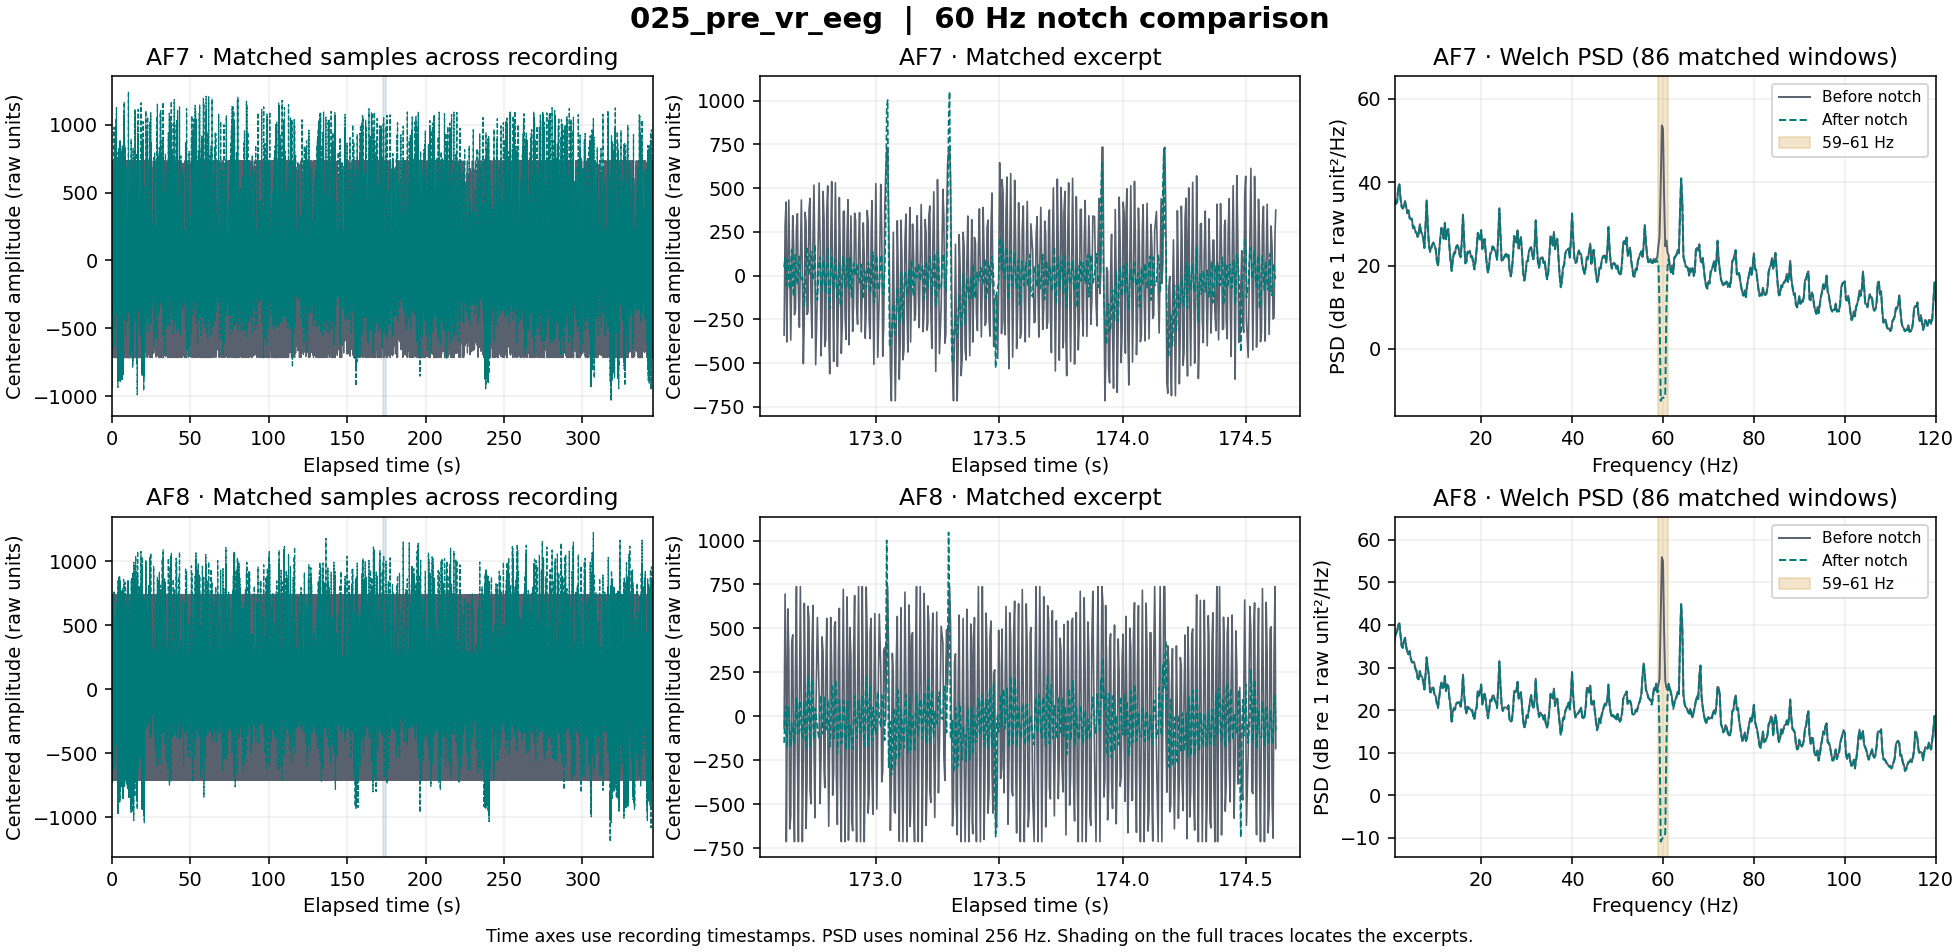 025_pre_vr_eeg | 60 Hz notch comparison
AF7 · Matched samples across recording
Centered amplitude (raw units)
1000
500
0
−500
−1000
0 50 100 150 200 250 300
Elapsed time (s)
AF7 · Matched excerpt
Centered amplitude (raw units)
1000
750
500
250
0
−250
−500
−750
173.0 173.5 174.0 174.5
Elapsed time (s)
AF7 · Welch PSD (86 matched windows)
PSD (dB re 1 raw unit²/Hz)
60
40
20
0
Before notch
After notch
59–61 Hz
20 40 60 80 100 120
Frequency (Hz)
AF8 · Matched samples across recording
Centered amplitude (raw units)
1000
500
0
−500
−1000
0 50 100 150 200 250 300
Elapsed time (s)
AF8 · Matched excerpt
Centered amplitude (raw units)
1000
750
500
250
0
−250
−500
−750
173.0 173.5 174.0 174.5
Elapsed time (s)
AF8 · Welch PSD (86 matched windows)
PSD (dB re 1 raw unit²/Hz)
60
50
40
30
20
10
0
−10
Before notch
After notch
59–61 Hz
20 40 60 80 100 120
Frequency (Hz)
Time axes use recording timestamps. PSD uses nominal 256 Hz. Shading on the full traces locates the excerpts.